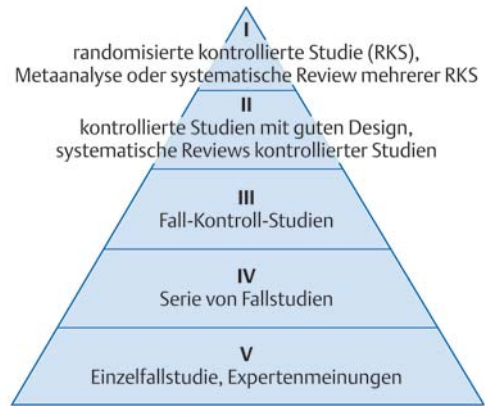 I
randomisierte kontrollierte Studie (RKS),
Metaanalyse oder systematische Review mehrerer RKS
II
kontrollierte Studien mit guten Design,
systematische Reviews kontrollierter Studien
III
Fall-Kontroll-Studien
IV
Serie von Fallstudien
V
Einzelfallstudie, Expertenmeinungen